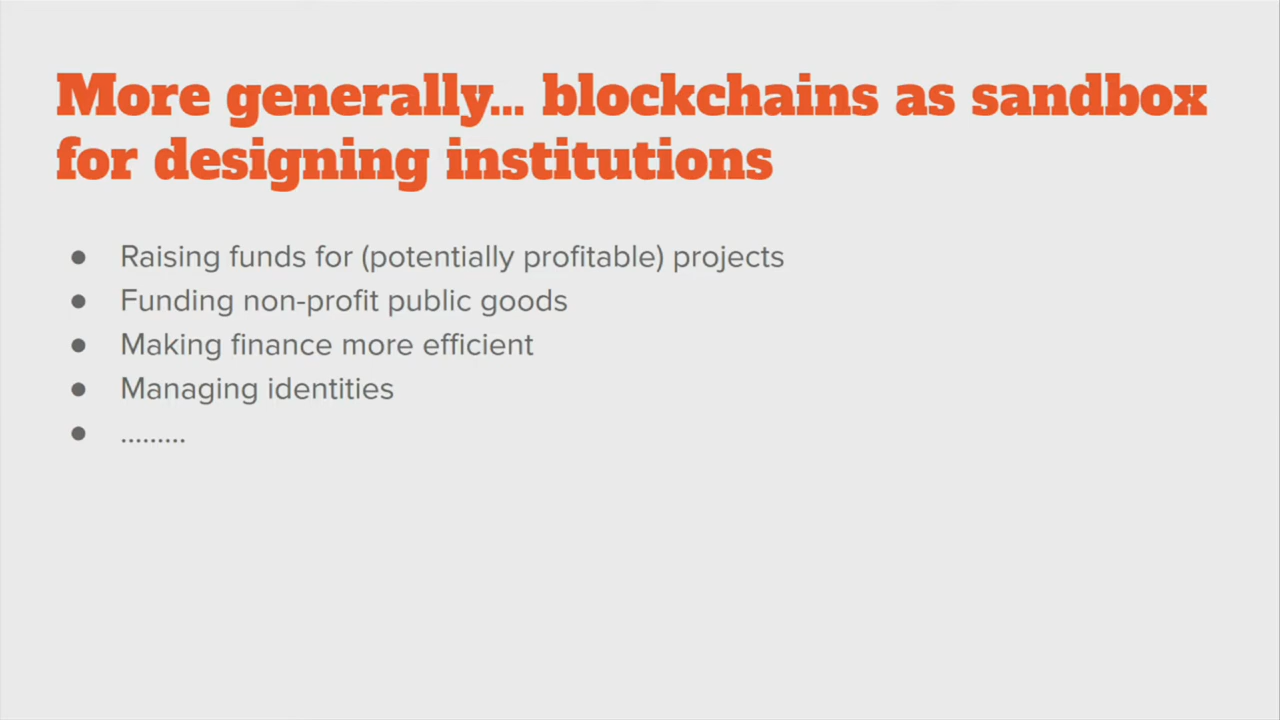 More generally... blockchains as sandbox
for designing institutions
● Raising funds for (potentially profitable) projects
● Funding non-profit public goods
● Making finance more efficient
● Managing identities
● .........